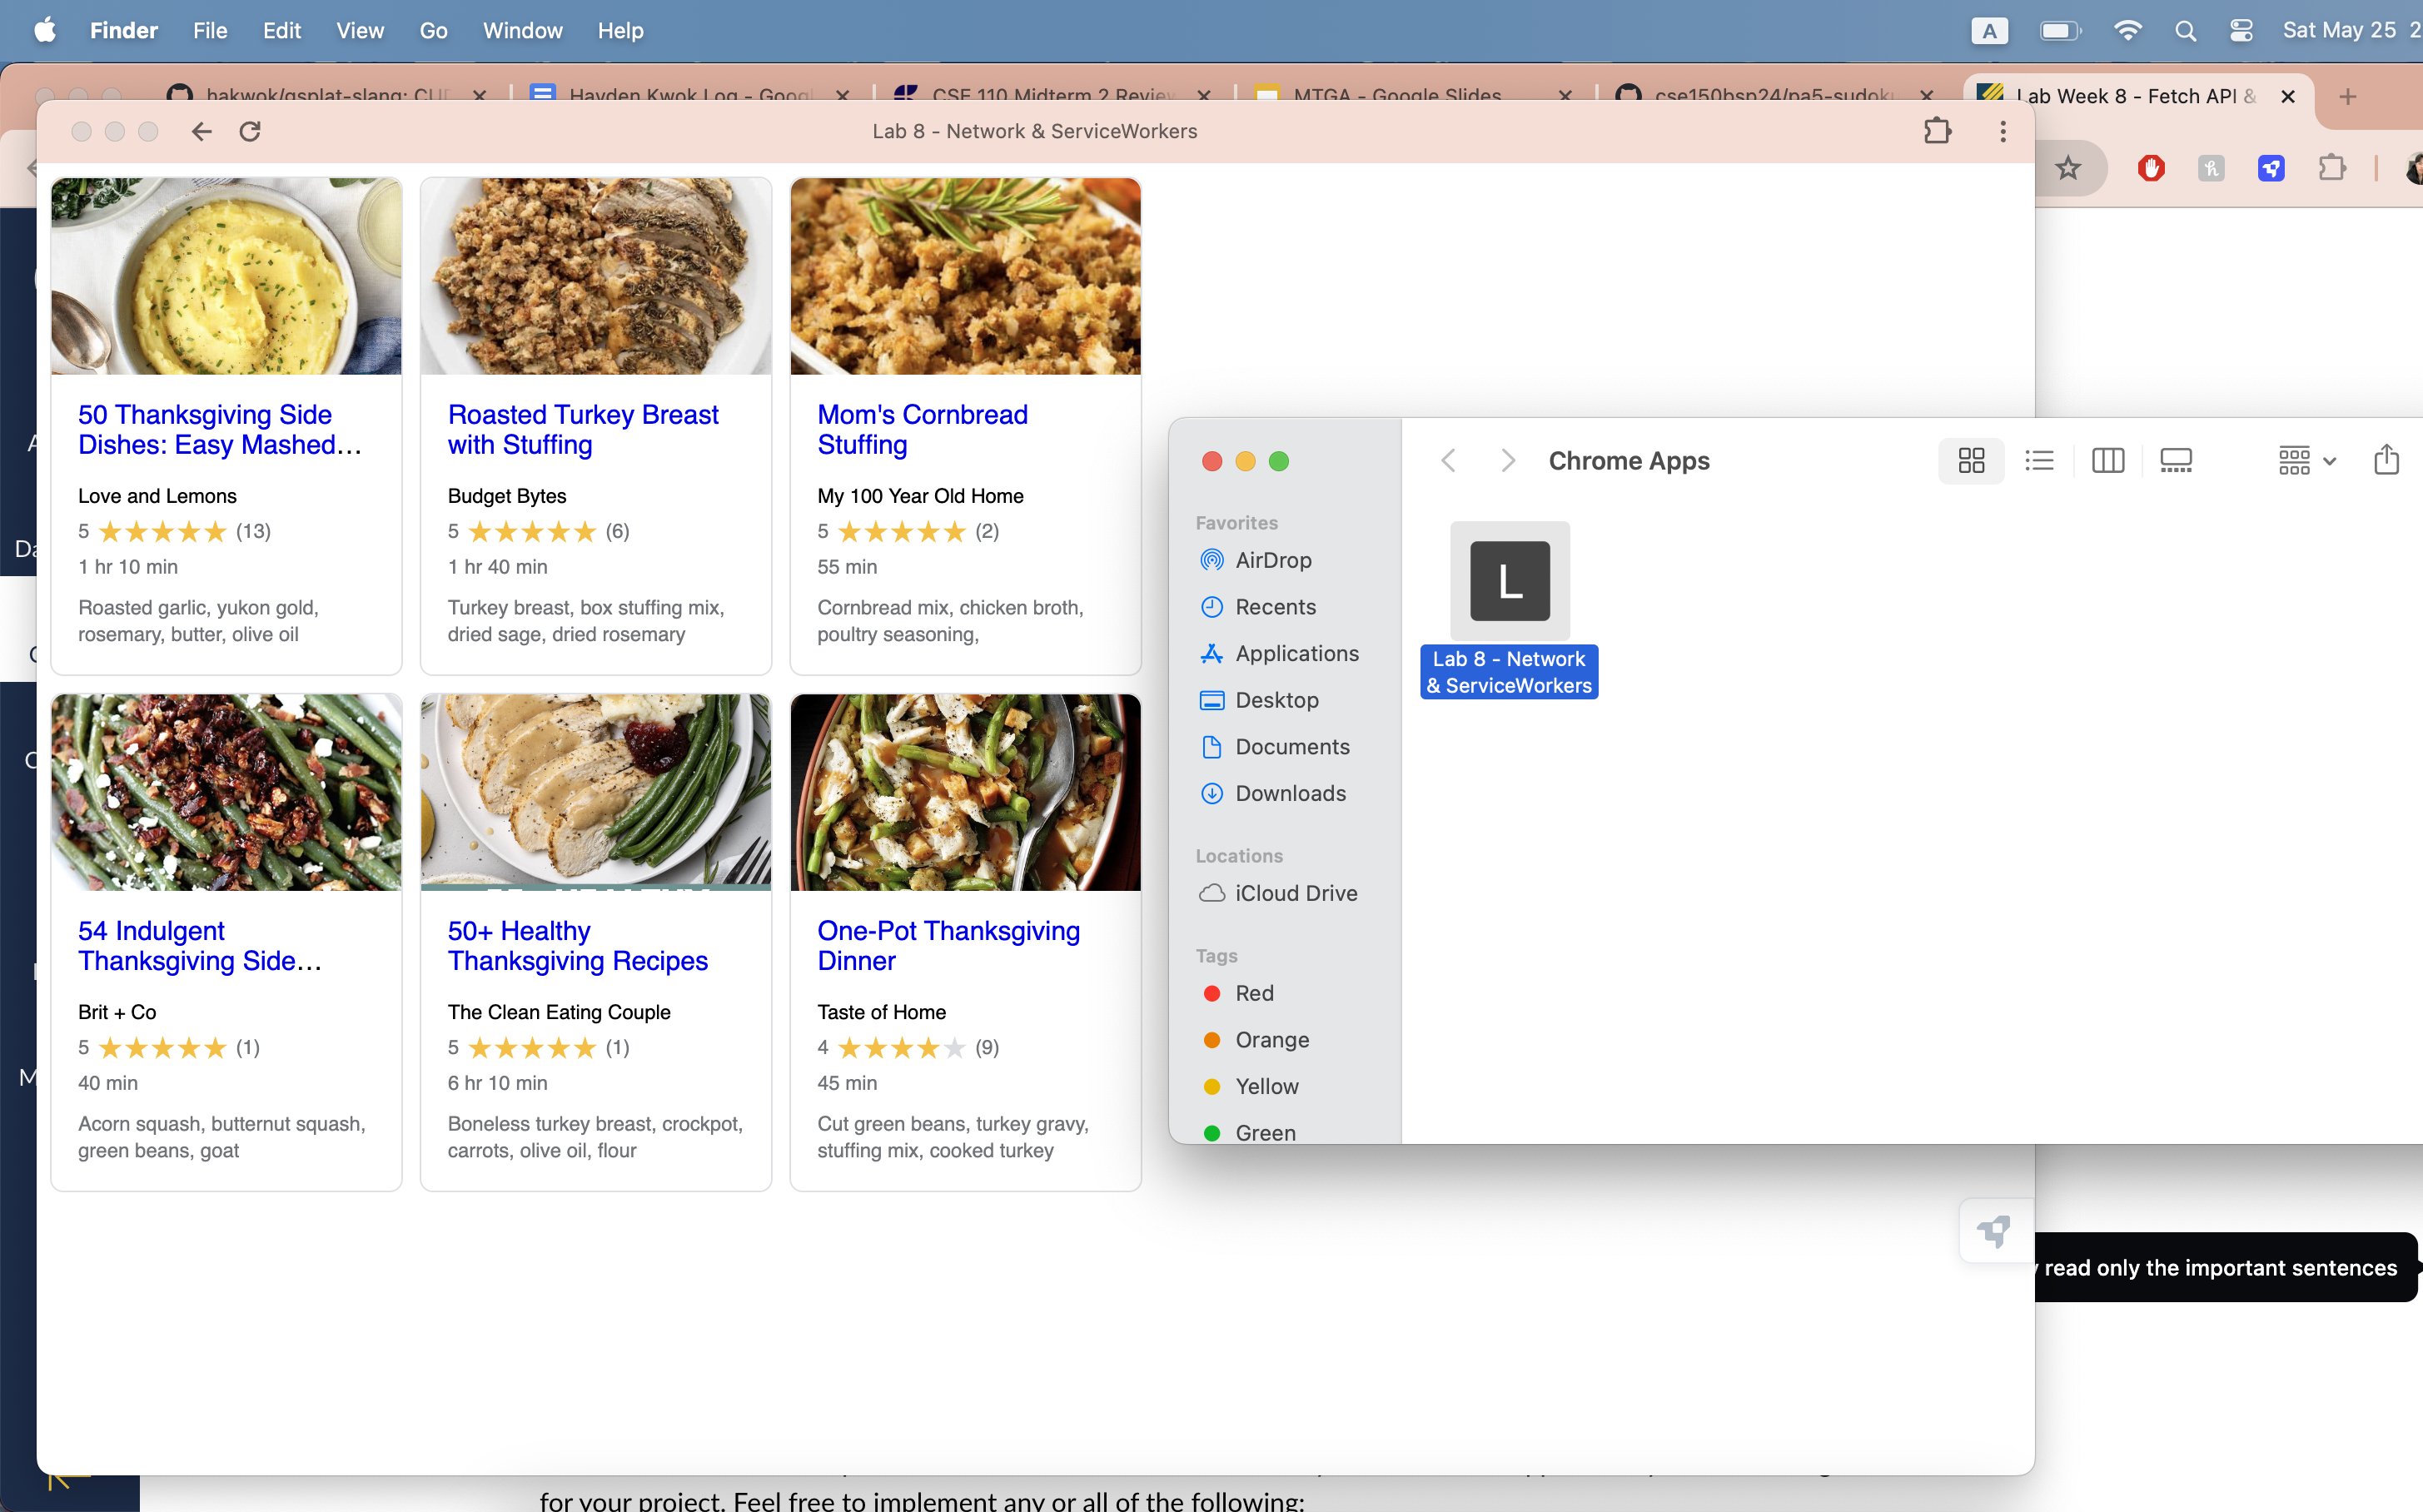 Finder File Edit View Go Window Help
A
Sat May 25
hakwok/gsplat-slang:
Hayden Kwok Log - Googl
CSE 110 Midterm 2 Review
MTGA - Google Slides
cse150bsp24/pa5-sudoku
Lab Week 8 - Fetch API &
Lab 8 - Network & ServiceWorkers
50 Thanksgiving Side
Dishes: Easy Mashed...
Love and Lemons
5 ★★★★★ (13)
1 hr 10 min
Roasted garlic, yukon gold,
rosemary, butter, olive oil
Roasted Turkey Breast
with Stuffing
Budget Bytes
5 ★★★★★ (6)
1 hr 40 min
Turkey breast, box stuffing mix,
dried sage, dried rosemary
Mom's Cornbread
Stuffing
My 100 Year Old Home
5 ★★★★★ (2)
55 min
Cornbread mix, chicken broth,
poultry seasoning,
54 Indulgent
Thanksgiving Side...
Brit + Co
5 ★★★★★ (1)
40 min
Acorn squash, butternut squash,
green beans, goat
50+ Healthy
Thanksgiving Recipes
The Clean Eating Couple
5 ★★★★★ (1)
6 hr 10 min
Boneless turkey breast, crockpot,
carrots, olive oil, flour
One-Pot Thanksgiving
Dinner
Taste of Home
4 ★★★★★ (9)
45 min
Cut green beans, turkey gravy,
stuffing mix, cooked turkey
Chrome Apps
Favorites
AirDrop
Recents
Applications
Desktop
Documents
Downloads
Locations
iCloud Drive
Tags
Red
Orange
Yellow
Green
L
Lab 8 - Network
& ServiceWorkers
read only the important sentences
for your project. Feel free to implement any or all of the following: